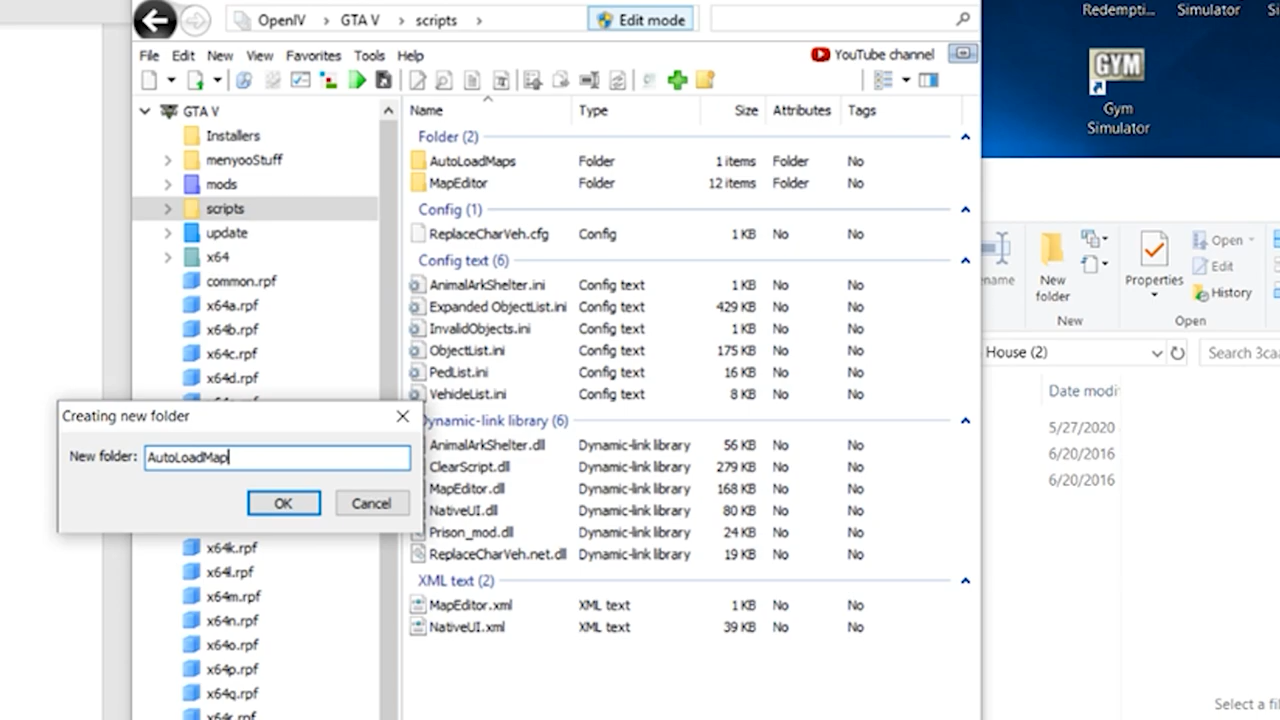 Redempti... Simulator
OpenIV GTA V scripts Edit mode
File Edit New View Favorites Tools Help YouTube channel
GYM
Gym
Simulator
GTA V
Installers
menyooStuff
mods
scripts
update
x64
common.rpf
x64a.rpf
x64b.rpf
x64c.rpf
x64d.rpf
Name Type Size Attributes Tags
Folder (2)
AutoLoadMaps Folder 1 items Folder No
MapEditor Folder 12 items Folder No
Config (1)
ReplaceCharVeh.cfg Config 1 KB No No
Config text (6)
AnimalArkShelter.ini Config text 1 KB No No
Expanded ObjectList.ini Config text 429 KB No No
InvalidObjects.ini Config text 1 KB No No
ObjectList.ini Config text 175 KB No No
PedList.ini Config text 16 KB No No
VehicleList.ini Config text 8 KB No No
Dynamic-link library (6)
AnimalArkShelter.dll Dynamic-link library 56 KB No No
ClearScript.dll Dynamic-link library 279 KB No No
MapEditor.dll Dynamic-link library 168 KB No No
NativeUI.dll Dynamic-link library 80 KB No No
Prison_mod.dll Dynamic-link library 24 KB No No
ReplaceCharVeh.net.dll Dynamic-link library 19 KB No No
XML text (2)
MapEditor.xml XML text 1 KB No No
NativeUI.xml XML text 39 KB No No
Creating new folder
New folder: AutoLoadMap
OK Cancel
x64k.rpf
x64l.rpf
x64m.rpf
x64n.rpf
x64o.rpf
x64p.rpf
x64q.rpf
x64r.rpf
New
folder
Properties
Open
Edit
History
New Open
House (2) Search 3caa
Date modi
5/27/2020
6/20/2016
6/20/2016
Select a fi